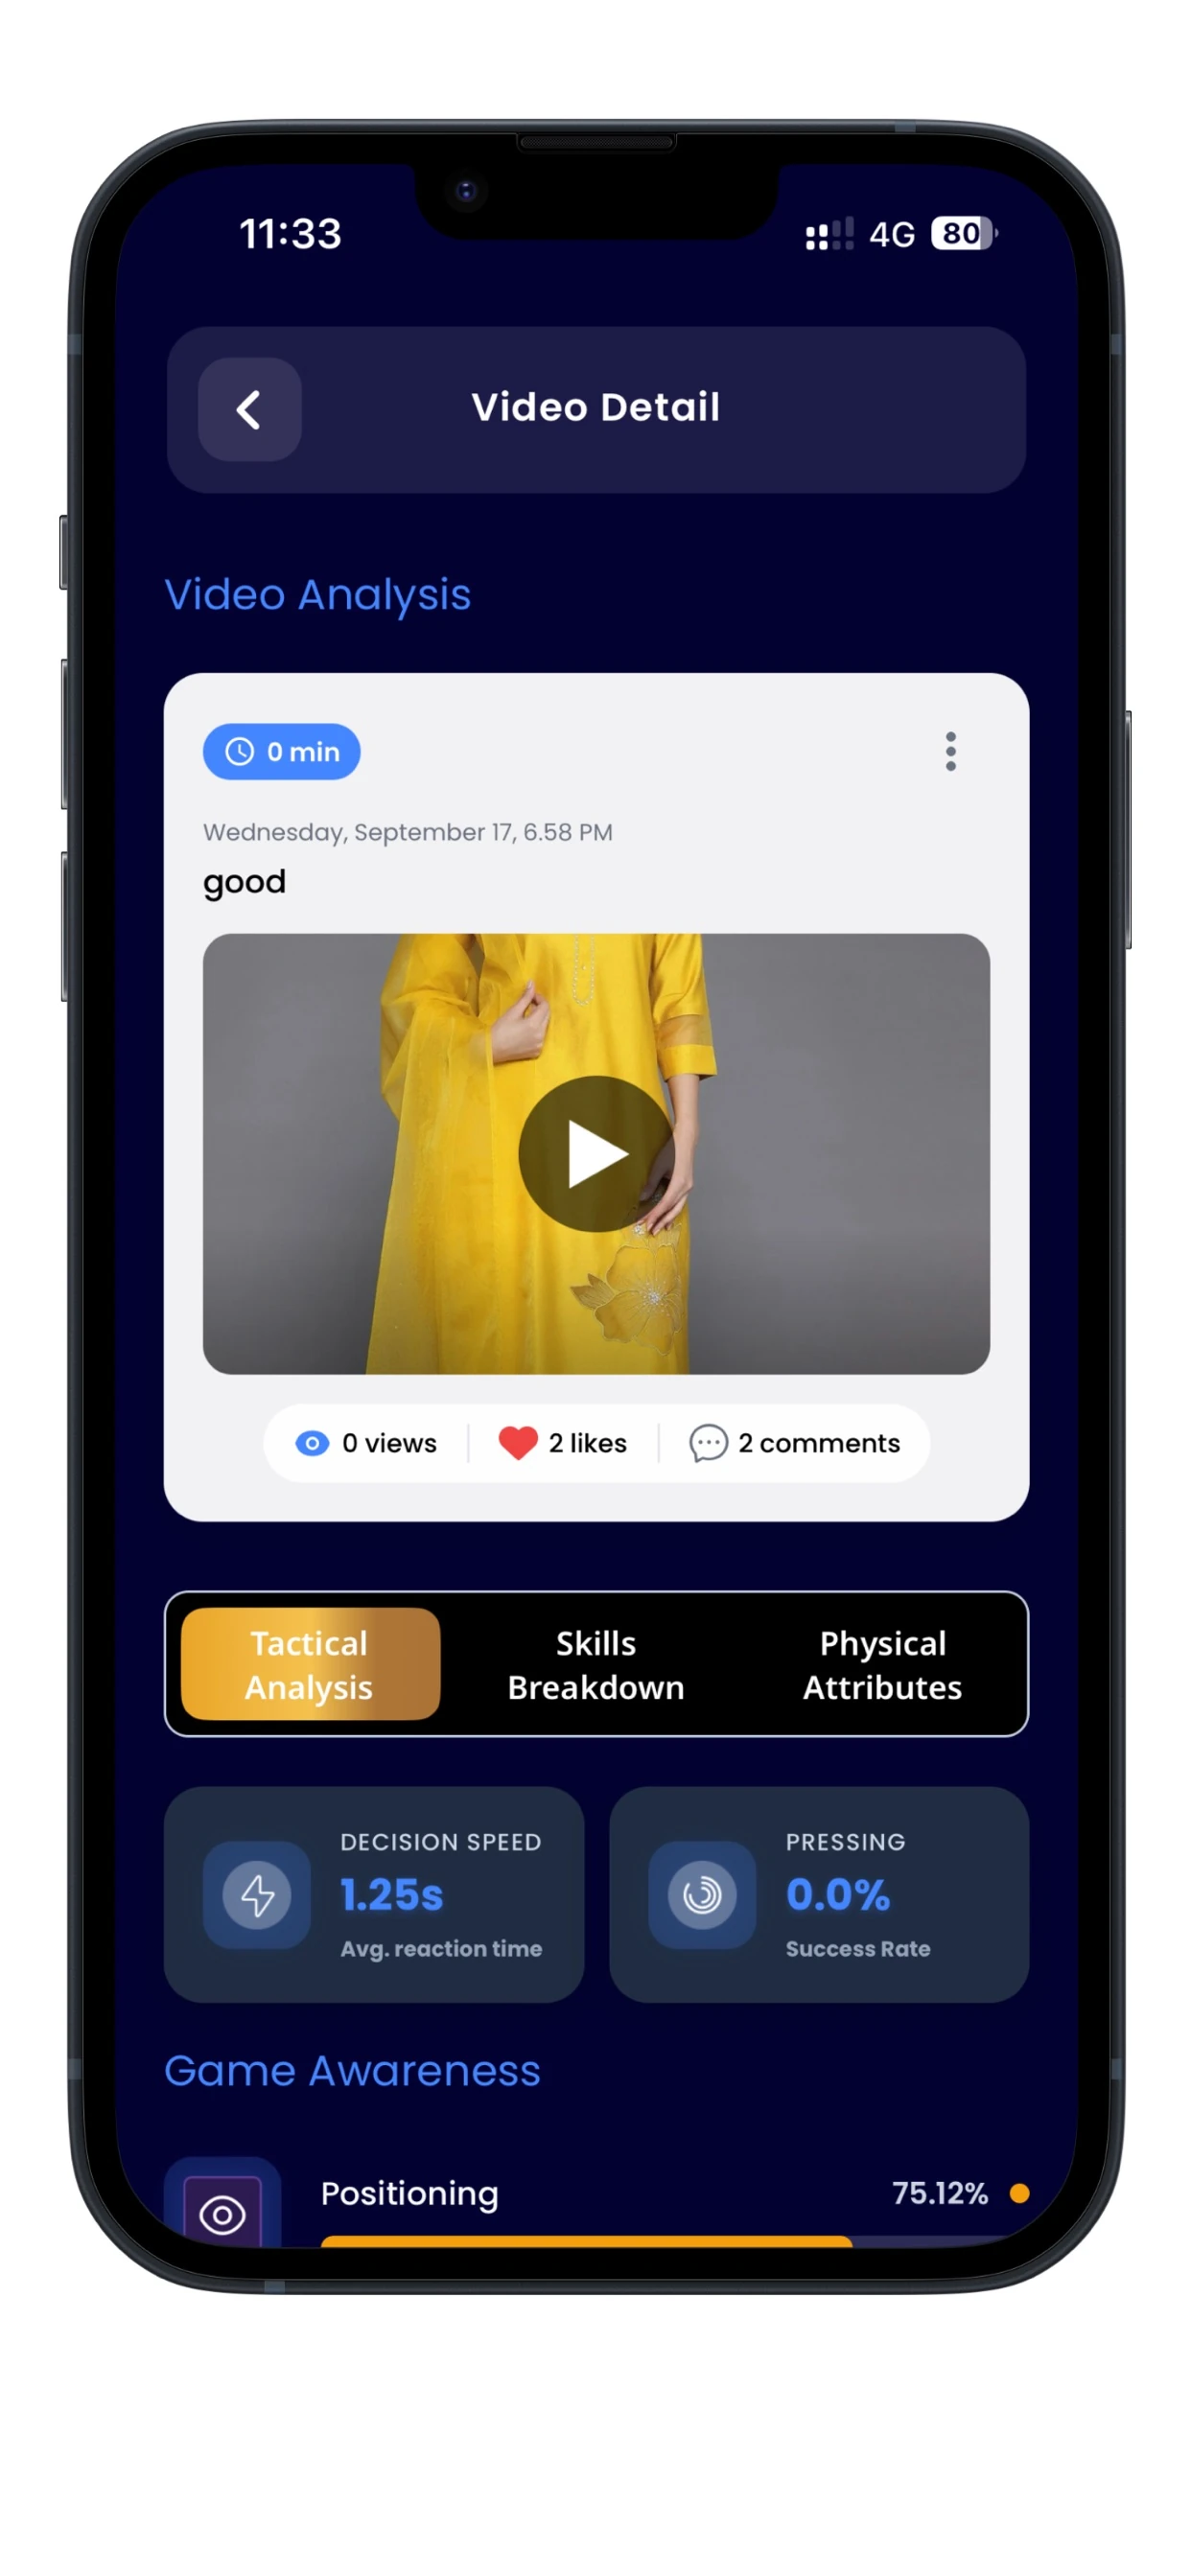 11:33
4G 80
Video Detail
Video Analysis
0 min
Wednesday, September 17, 6.58 PM
good
0 views 2 likes 2 comments
Tactical
Analysis
Skills
Breakdown
Physical
Attributes
DECISION SPEED
1.25s
Avg. reaction time
PRESSING
0.0%
Success Rate
Game Awareness
Positioning 75.12%